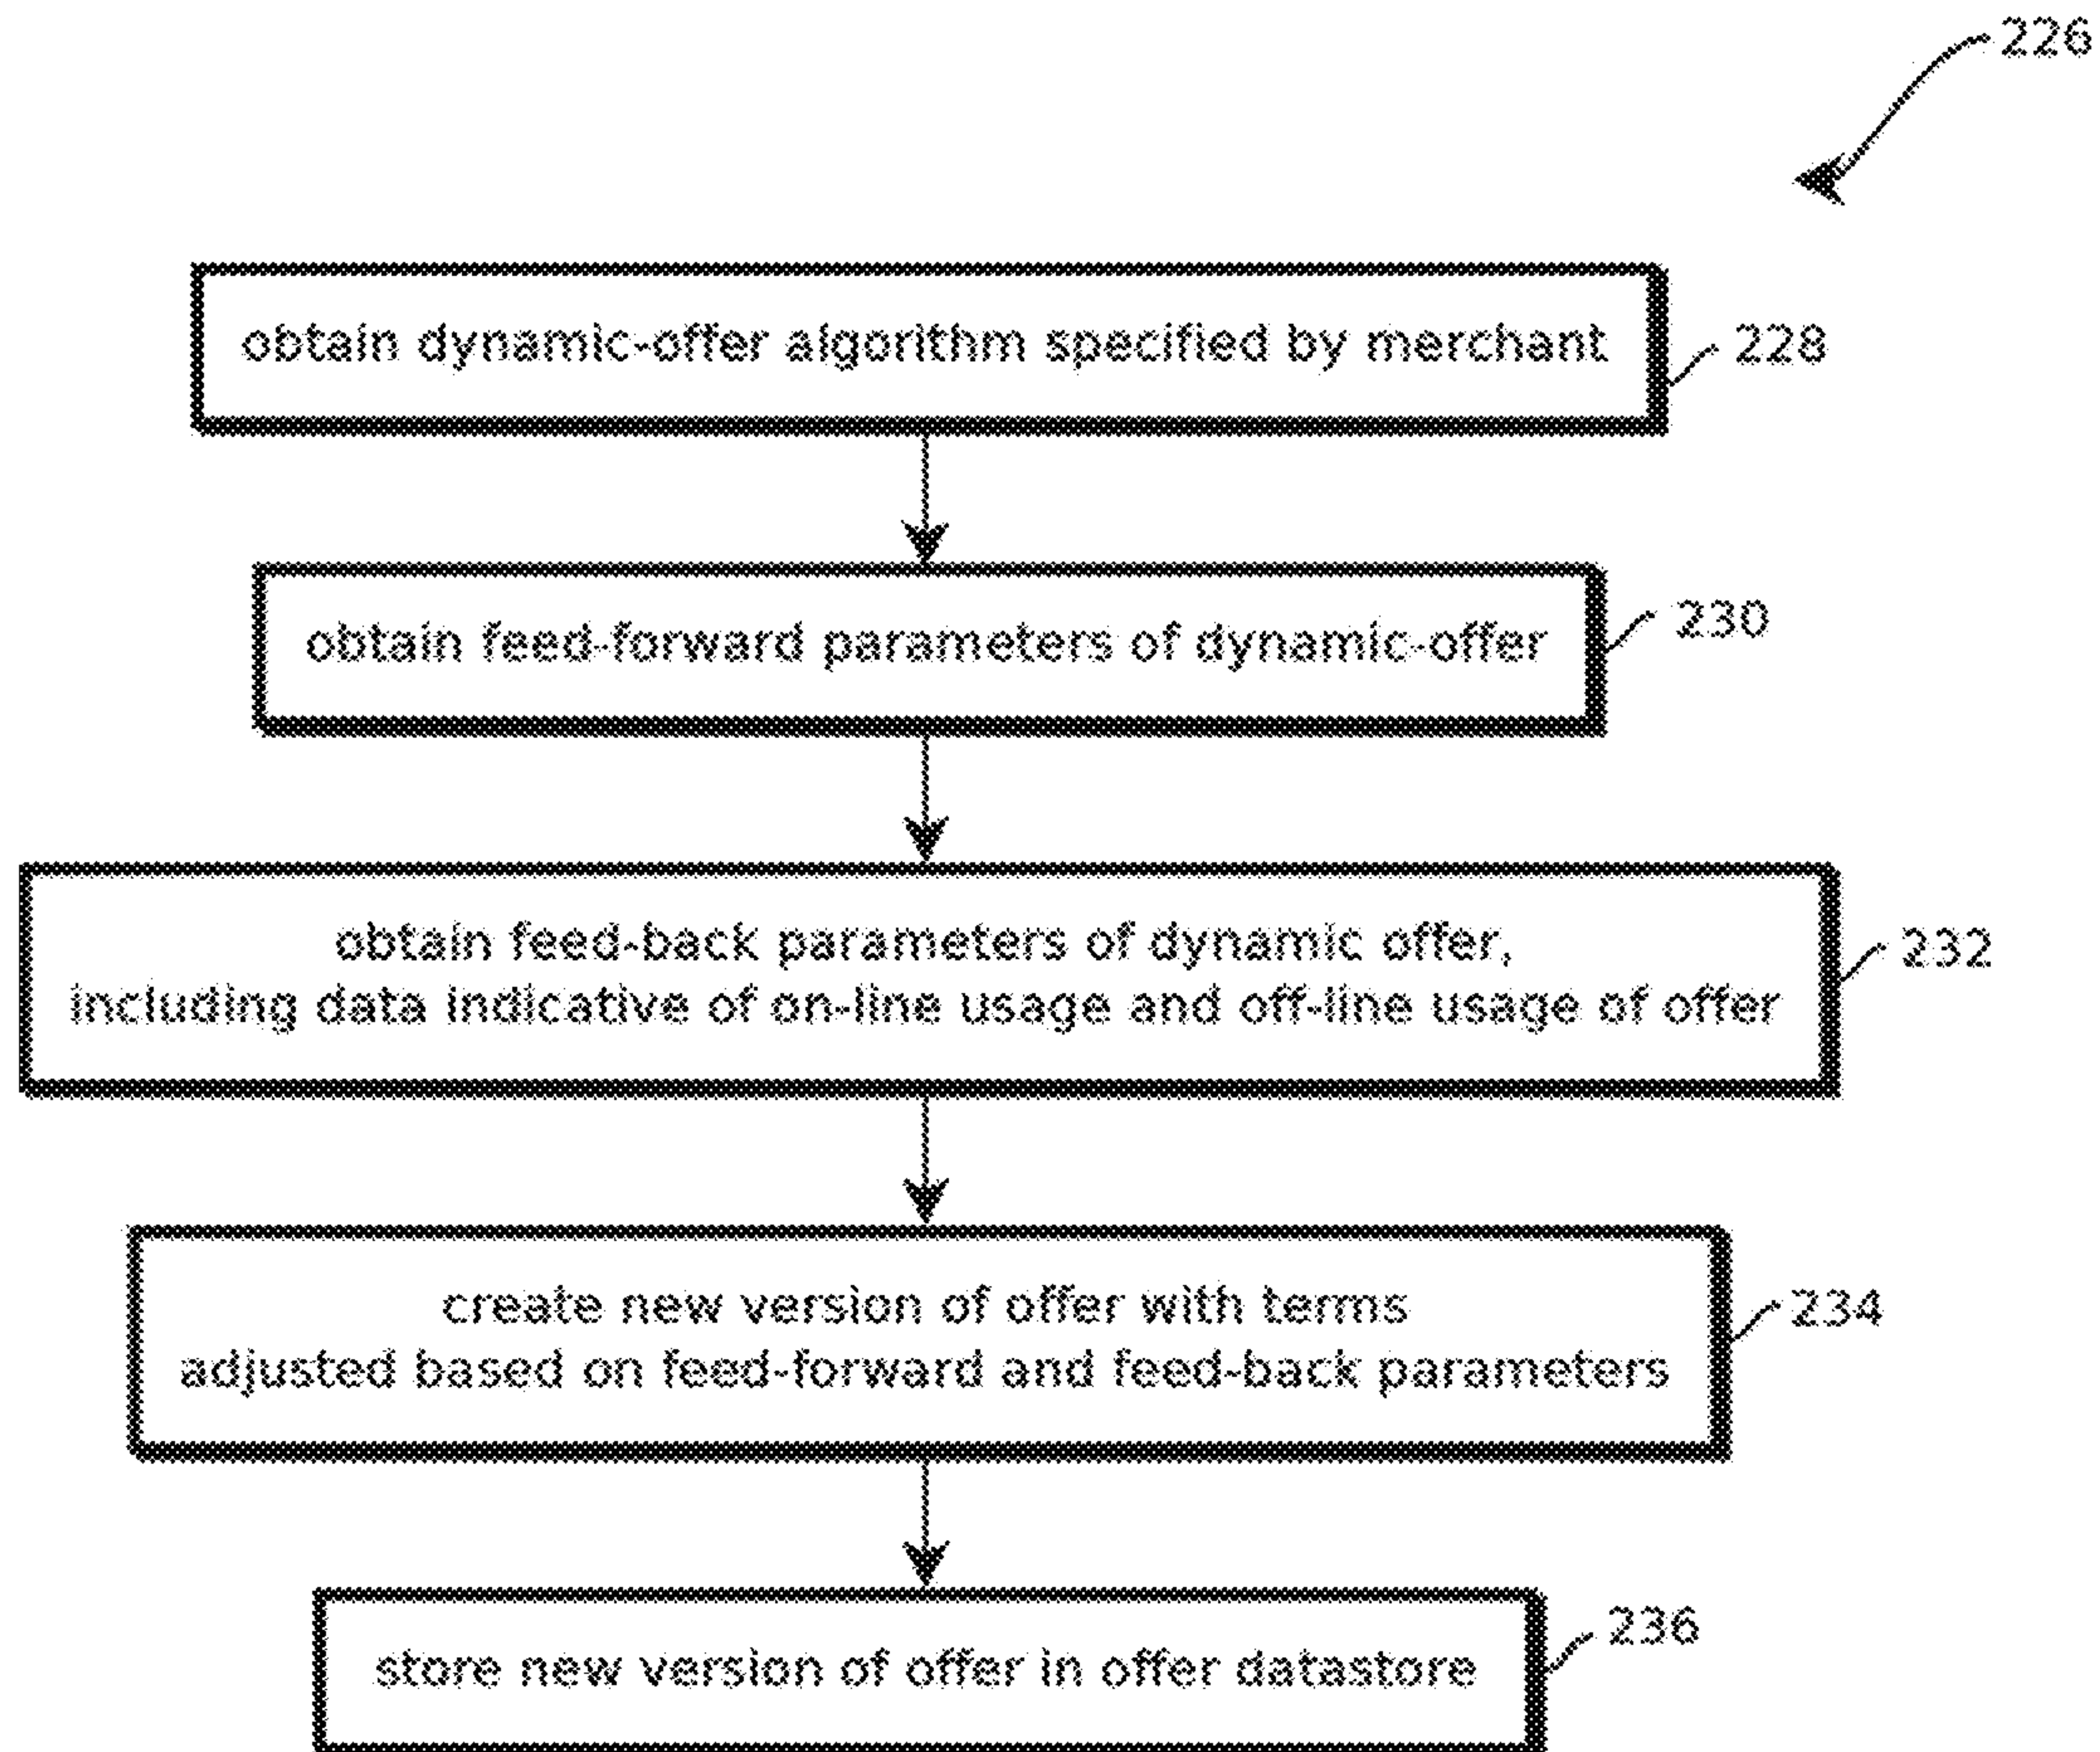 226
obtain dynamic-offer algorithm specified by merchant
228
obtain feed-forward parameters of dynamic-offer
230
obtain feed-back parameters of dynamic offer,
including data indicative of on-line usage and off-line usage of offer
232
create new version of offer with terms
adjusted based on feed-forward and feed-back parameters
234
store new version of offer in offer datastore
236